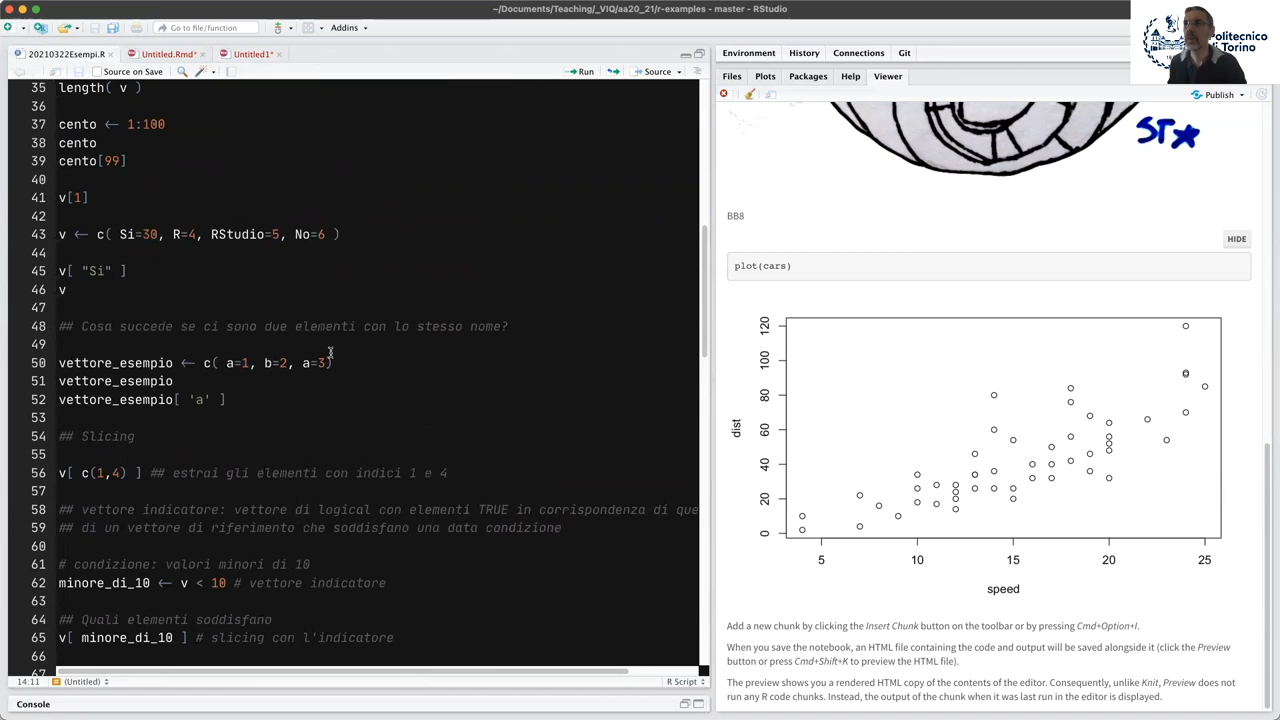 ~/Documents/Teaching/_VIQ/aa20_21/r-examples - master - RStudio
Go to file/function
Addins
20210322Esempi.R
Untitled.Rmd*
Untitled1*
Source on Save
Run
Source
35 length( v )
36
37 cento <- 1:100
38 cento
39 cento[99]
40
41 v[1]
42
43 v <- c( Si=30, R=4, RStudio=5, No=6 )
44
45 v[ "Si" ]
46 v
47
48 ## Cosa succede se ci sono due elementi con lo stesso nome?
49
50 vettore_esempio <- c( a=1, b=2, a=3)
51 vettore_esempio
52 vettore_esempio[ 'a' ]
53
54 ## Slicing
55
56 v[ c(1,4) ] ## estrai gli elementi con indici 1 e 4
57
58 ## vettore indicatore: vettore di logical con elementi TRUE in corrispondenza di que
59 ## di un vettore di riferimento che soddisfano una data condizione
60
61 # condizione: valori minori di 10
62 minore_di_10 <- v < 10 # vettore indicatore
63
64 ## Quali elementi soddisfano
65 v[ minore_di_10 ] # slicing con l'indicatore
66
67
14:11
(Untitled)
R Script
Console
Environment
History
Connections
Git
Files
Plots
Packages
Help
Viewer
Publish
Politecnico
di Torino
ST★
BB8
HIDE
plot(cars)
120
100
80
60
40
20
0
dist
5
10
15
20
25
speed
Add a new chunk by clicking the Insert Chunk button on the toolbar or by pressing Cmd+Option+I.
When you save the notebook, an HTML file containing the code and output will be saved alongside it (click the Preview
button or press Cmd+Shift+K to preview the HTML file).
The preview shows you a rendered HTML copy of the contents of the editor. Consequently, unlike Knit, Preview does not
run any R code chunks. Instead, the output of the chunk when it was last run in the editor is displayed.